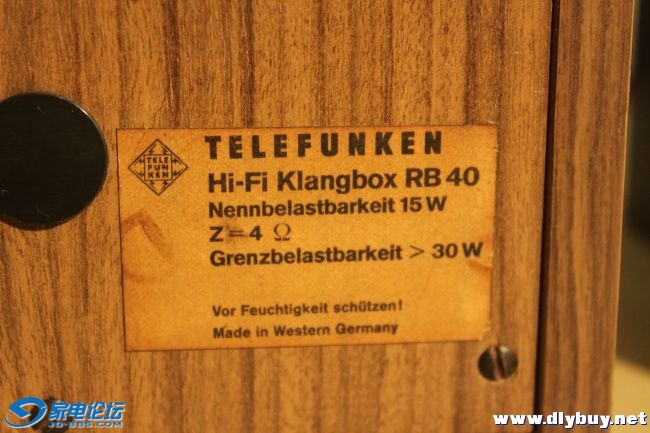 TELE
FUN
KEN
TELEFUNKEN
Hi-Fi Klangbox RB 40
Nennbelastbarkeit 15 W
Z = 4 Ω
Grenzbelastbarkeit > 30 W
Vor Feuchtigkeit schützen!
Made in Western Germany
家电论坛
JD-BBS.COM
www.dlybuy.net